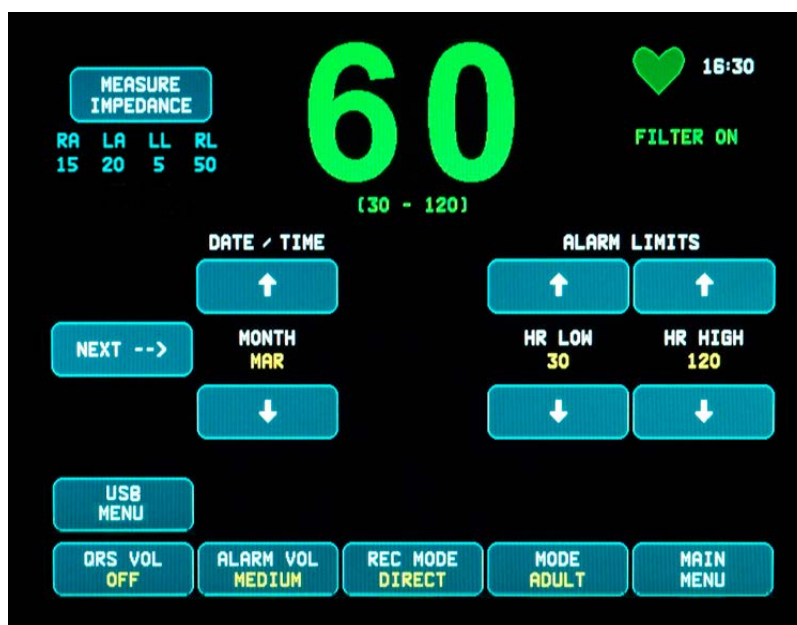 MEASURE
IMPEDANCE
RA LA LL RL
15 20 5 50
60
(30 - 120)
16:30
FILTER ON
DATE / TIME
ALARM LIMITS
NEXT -->
MONTH
MAR
HR LOW
30
HR HIGH
120
USB
MENU
QRS VOL
OFF
ALARM VOL
MEDIUM
REC MODE
DIRECT
MODE
ADULT
MAIN
MENU